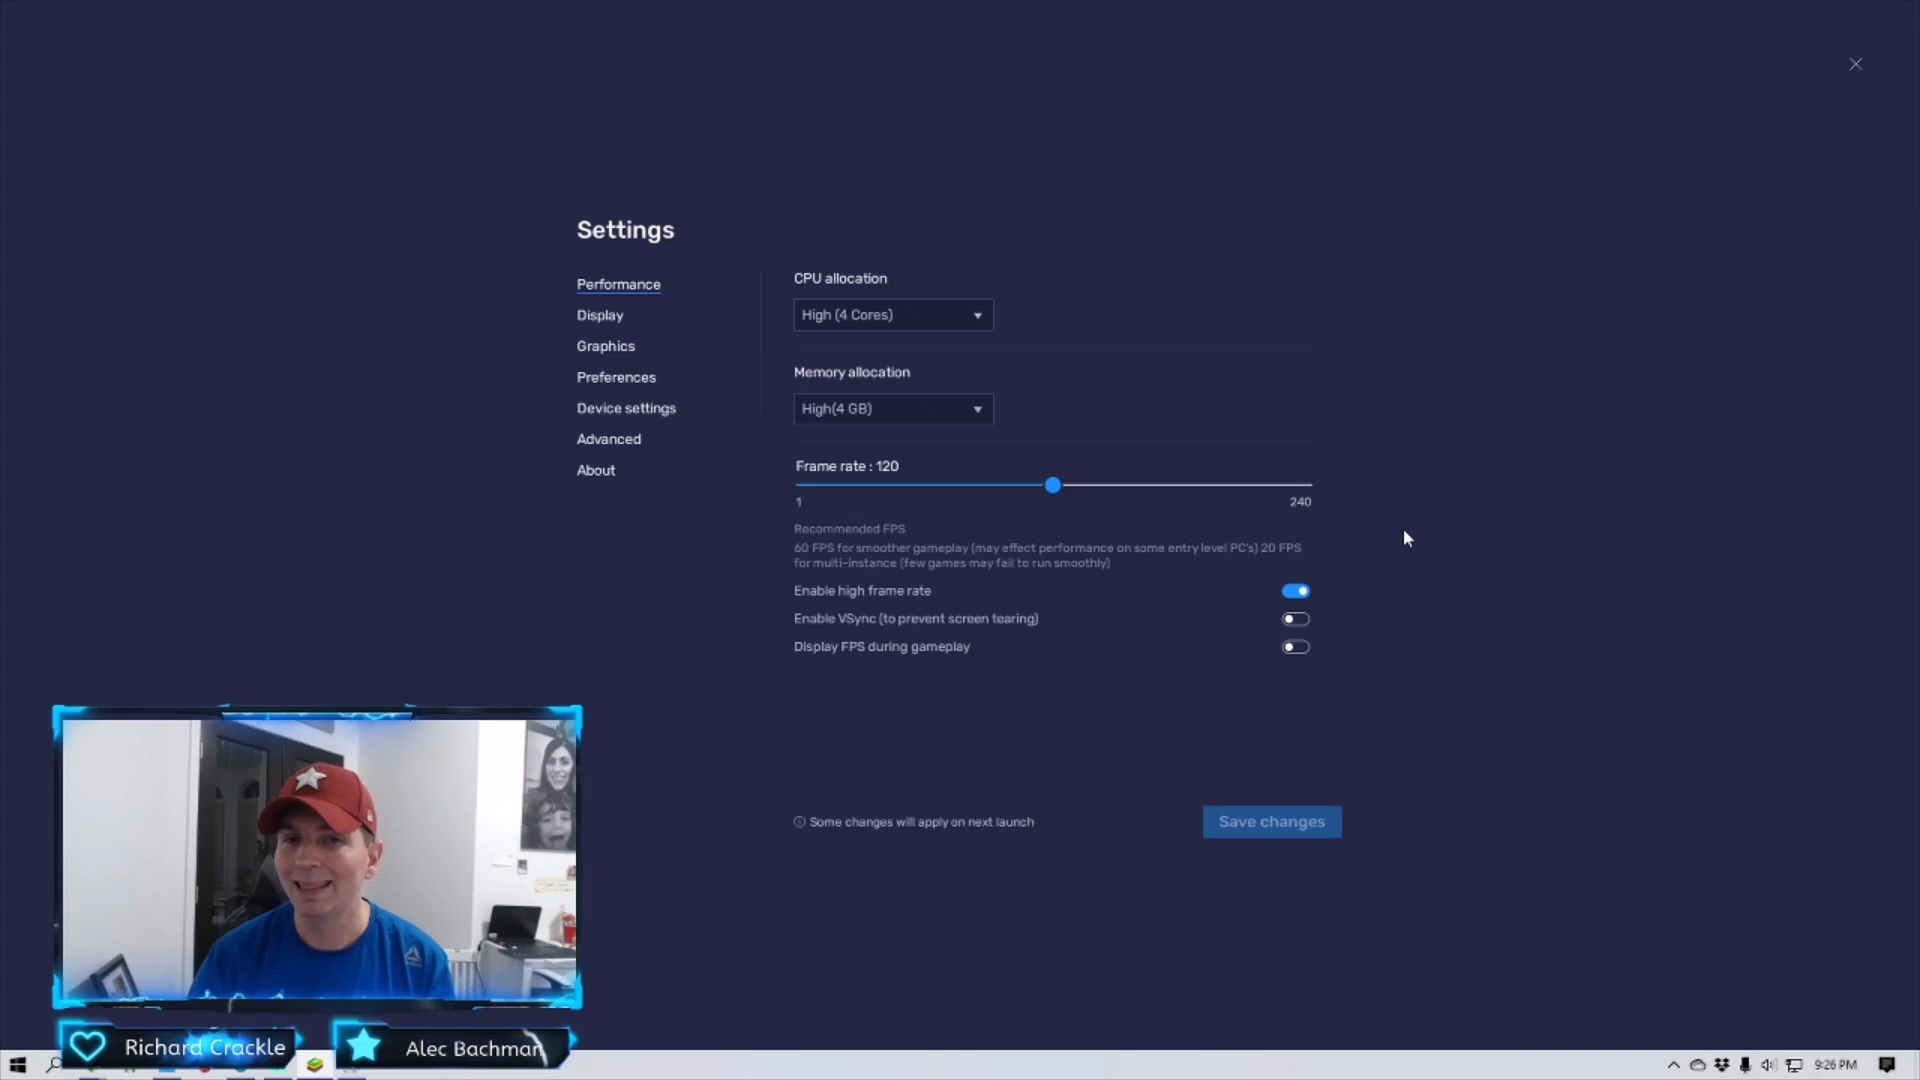 Settings
Performance
Display
Graphics
Preferences
Device settings
Advanced
About
CPU allocation
High (4 Cores)
Memory allocation
High(4 GB)
Frame rate : 120
1 240
Recommended FPS
60 FPS for smoother gameplay (may effect performance on some entry level PC's) 20 FPS
for multi-instance (few games may fail to run smoothly)
Enable high frame rate
Enable VSync (to prevent screen tearing)
Display FPS during gameplay
Some changes will apply on next launch
Save changes
Richard Crackle
Alec Bachman
9:26 PM